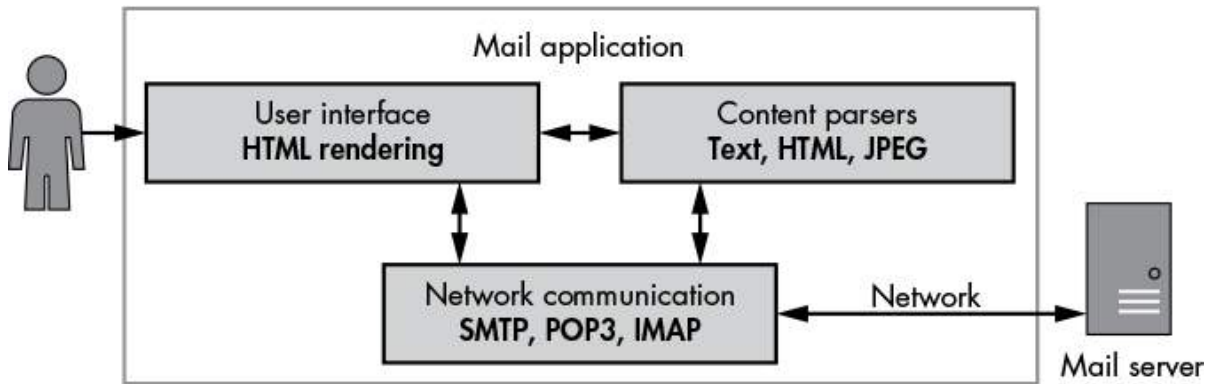 Mail application
User interface
HTML rendering
Content parsers
Text, HTML, JPEG
Network communication
SMTP, POP3, IMAP
Network
Mail server